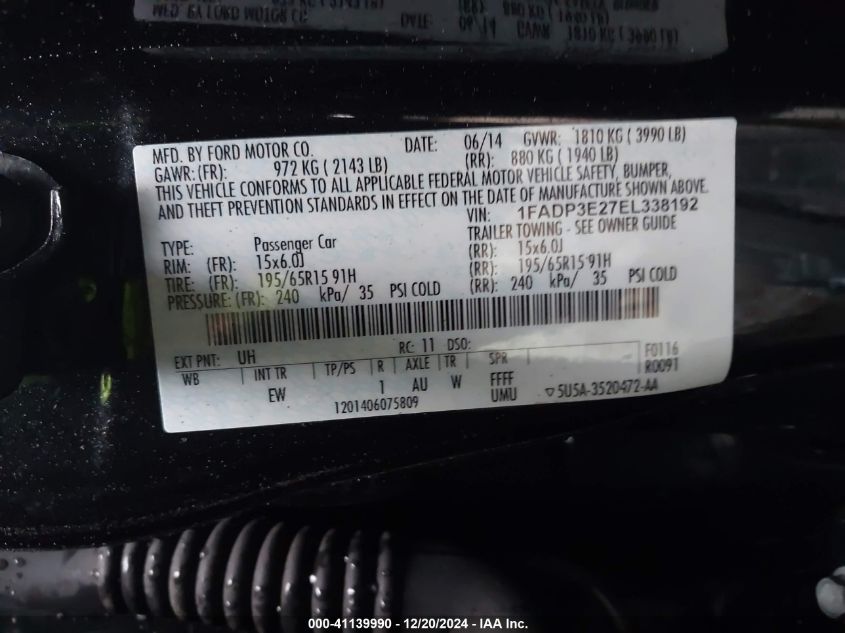 MFD. BY FORD MOTOR CO. DATE: 06/14 GVWR: 1810 KG ( 3990 LB)
GAWR:(FR): 972 KG ( 2143 LB) (RR): 880 KG ( 1940 LB)
THIS VEHICLE CONFORMS TO ALL APPLICABLE FEDERAL MOTOR VEHICLE SAFETY, BUMPER,
AND THEFT PREVENTION STANDARDS IN EFFECT ON THE DATE OF MANUFACTURE SHOWN ABOVE.
VIN: 1FADP3E27EL338192
TRAILER TOWING - SEE OWNER GUIDE
TYPE: Passenger Car
RIM: (FR): 15x6.0J (RR): 15x6.0J
TIRE: (FR): 195/65R15 91H (RR): 195/65R15 91H
PRESSURE: (FR): 240 kPa/ 35 PSI COLD (RR): 240 kPa/ 35 PSI COLD
RC: 11 DSO:
EXT PNT: UH F0116
WB INT TR TP/PS R AXLE TR SPR R0091
EW 1 AU W FFFF
UMU ▽ 5U5A-3520472-AA
1201406075809
000-41139990 - 12/20/2024 - IAA, Inc.